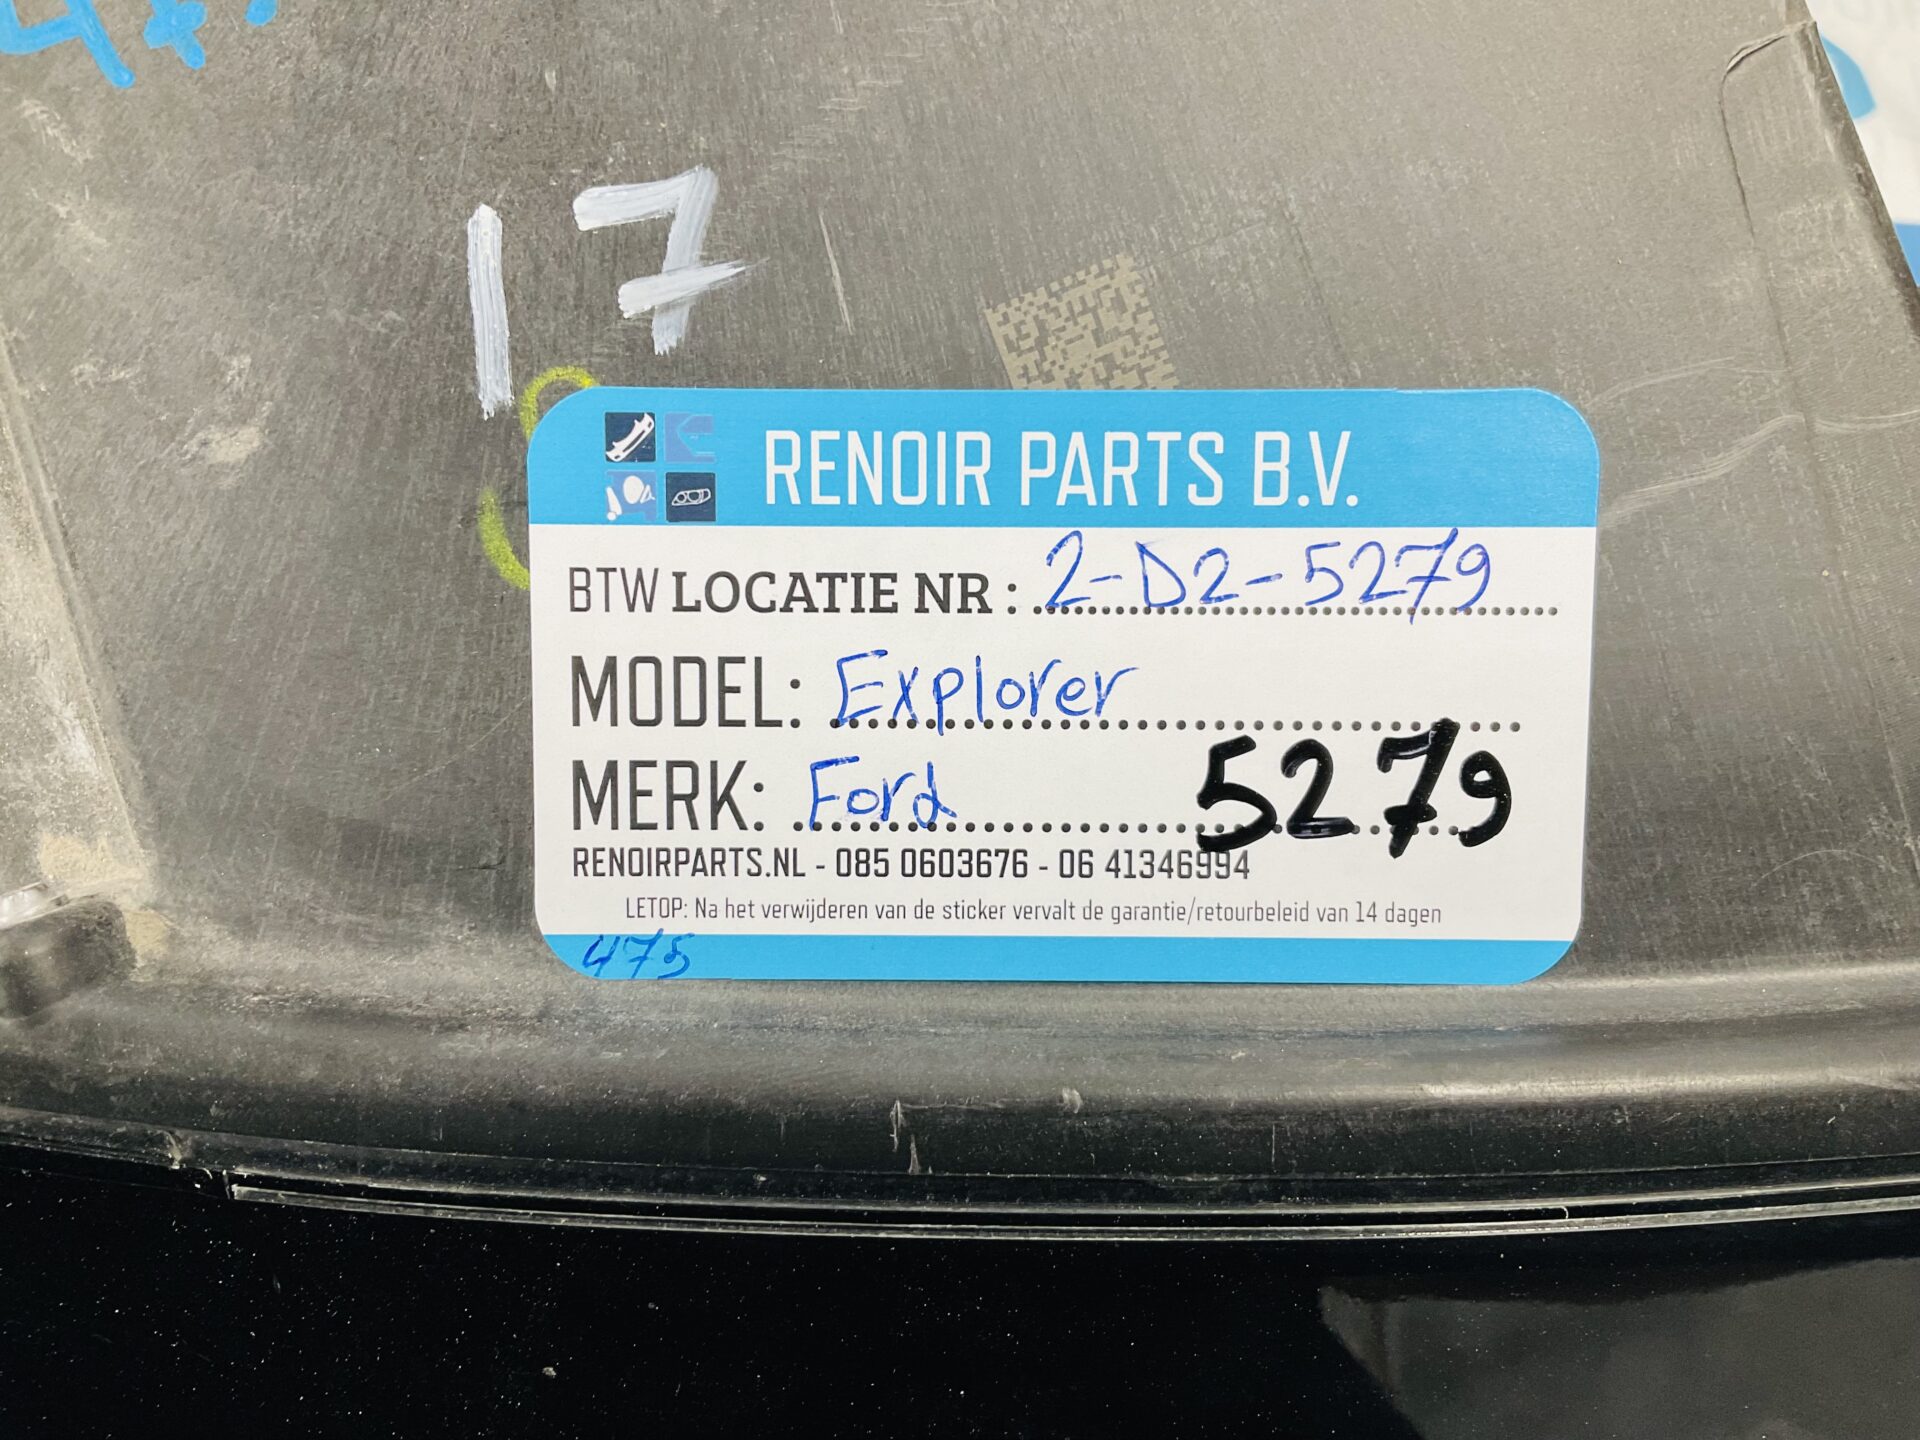 17
RENOIR PARTS B.V.
BTW LOCATIE NR : 2-D2-5279
MODEL: Explorer
MERK: Ford 5279
RENOIRPARTS.NL - 085 0603676 - 06 41346994
LETOP: Na het verwijderen van de sticker vervalt de garantie/retourbeleid van 14 dagen
475